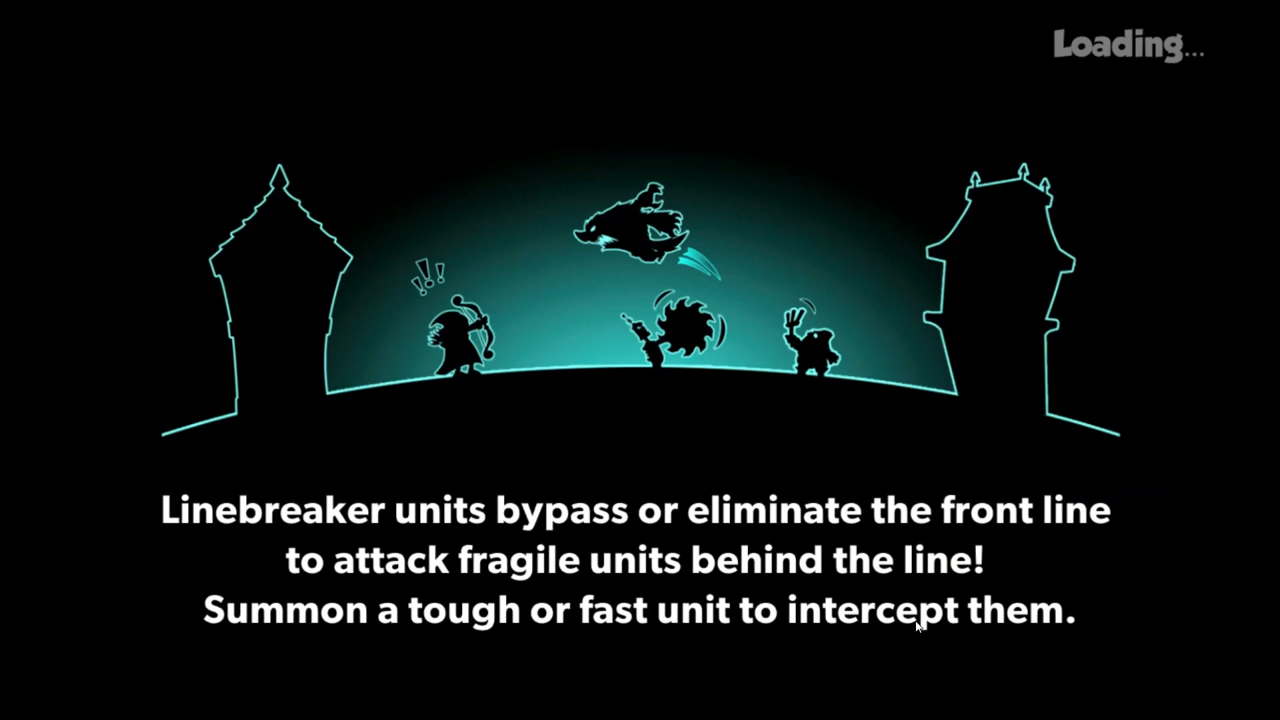 Loading...
Linebreaker units bypass or eliminate the front line
to attack fragile units behind the line!
Summon a tough or fast unit to intercept them.